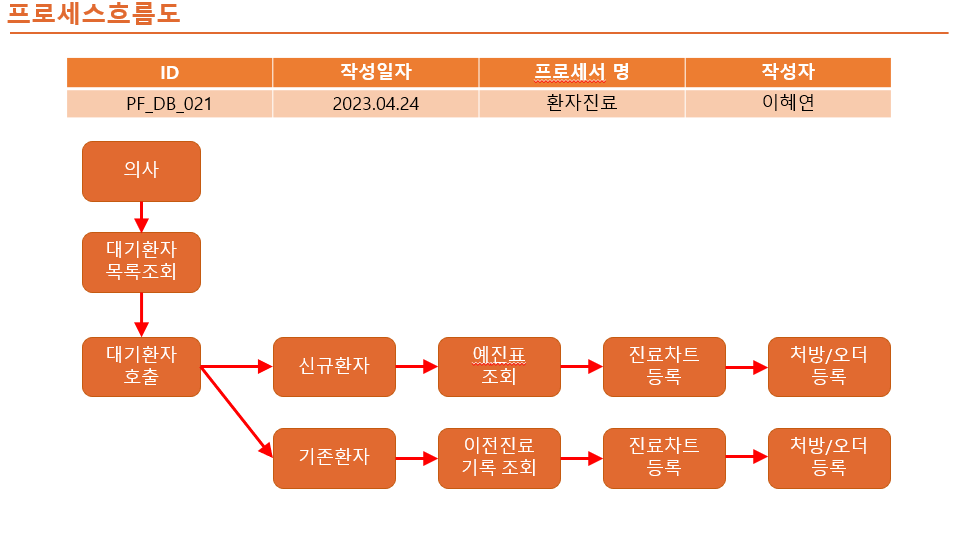 프로세스흐름도
ID 작성일자 프로세서 명 작성자
PF_DB_021 2023.04.24 환자진료 이혜연
의사
대기환자
목록조회
대기환자
호출
신규환자
예진표
조회
진료차트
등록
처방/오더
등록
기존환자
이전진료
기록 조회
진료차트
등록
처방/오더
등록